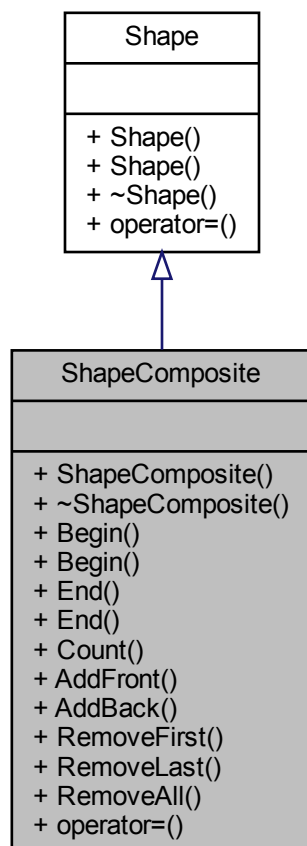 Shape
+ Shape()
+ Shape()
+ ~Shape()
+ operator=()
ShapeComposite
+ ShapeComposite()
+ ~ShapeComposite()
+ Begin()
+ Begin()
+ End()
+ End()
+ Count()
+ AddFront()
+ AddBack()
+ RemoveFirst()
+ RemoveLast()
+ RemoveAll()
+ operator=()